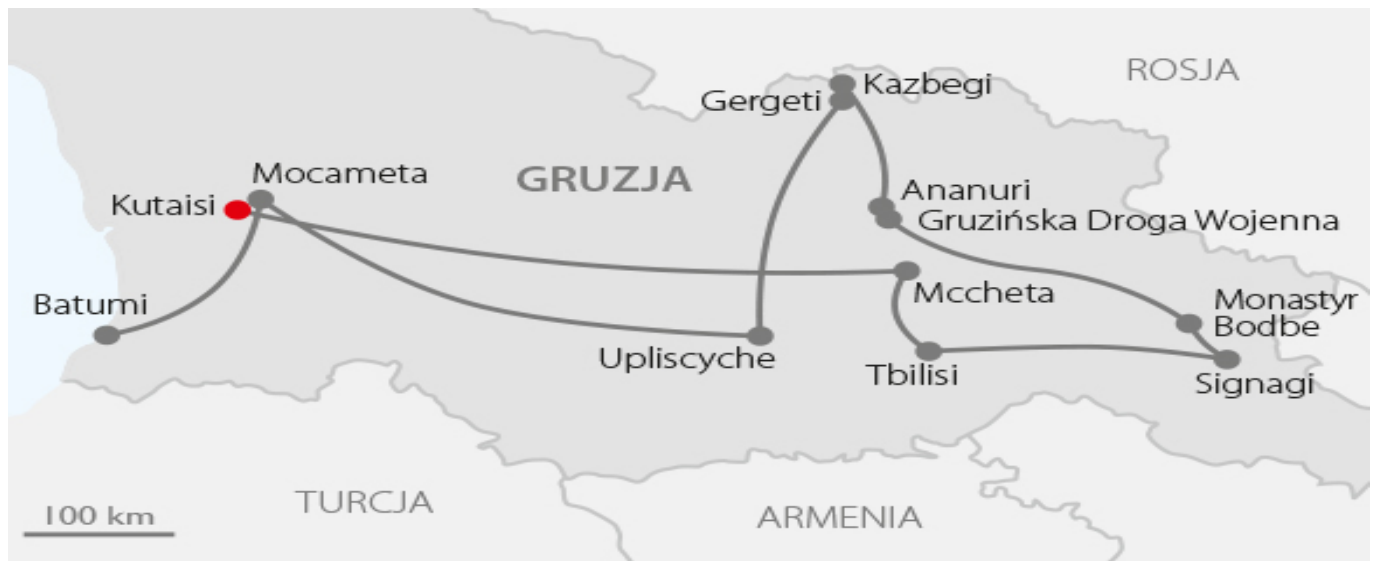 ROSJA
Kazbegi
Gergeti
Mocameta
GRUZJA
Kutaisi
Ananuri
Gruzińska Droga Wojenna
Mccheta
Batumi
Monastyr
Bodbe
Upliscyche
Tbilisi
Signagi
TURCJA
ARMENIA
100 km